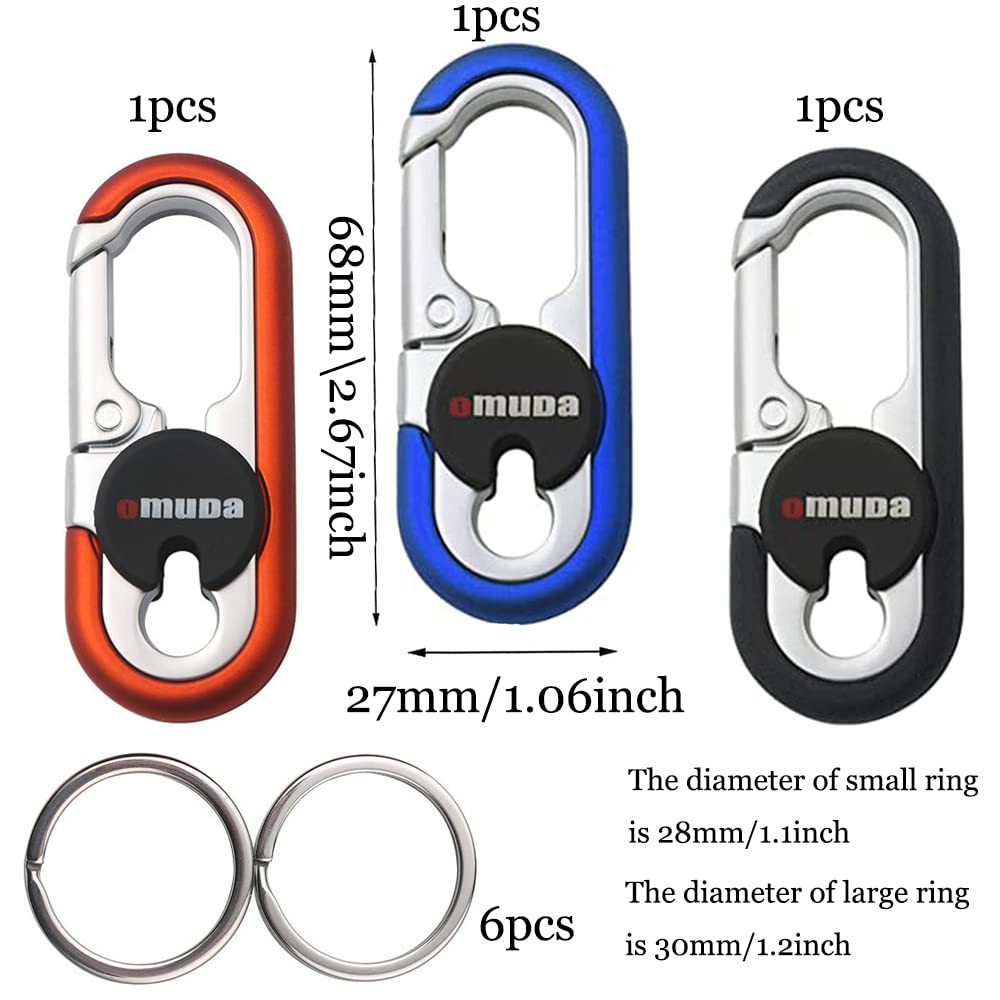 1pcs
1pcs
1pcs
68mm\2.67inch
omuda
omuda
omuda
27mm/1.06inch
6pcs
The diameter of small ring
is 28mm/1.1inch
The diameter of large ring
is 30mm/1.2inch